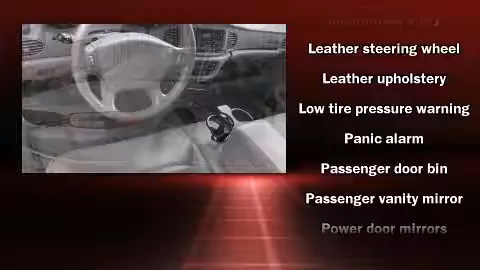 Leather steering wheel
Leather upholstery
Low tire pressure warning
Panic alarm
Passenger door bin
Passenger vanity mirror
Power door mirrors